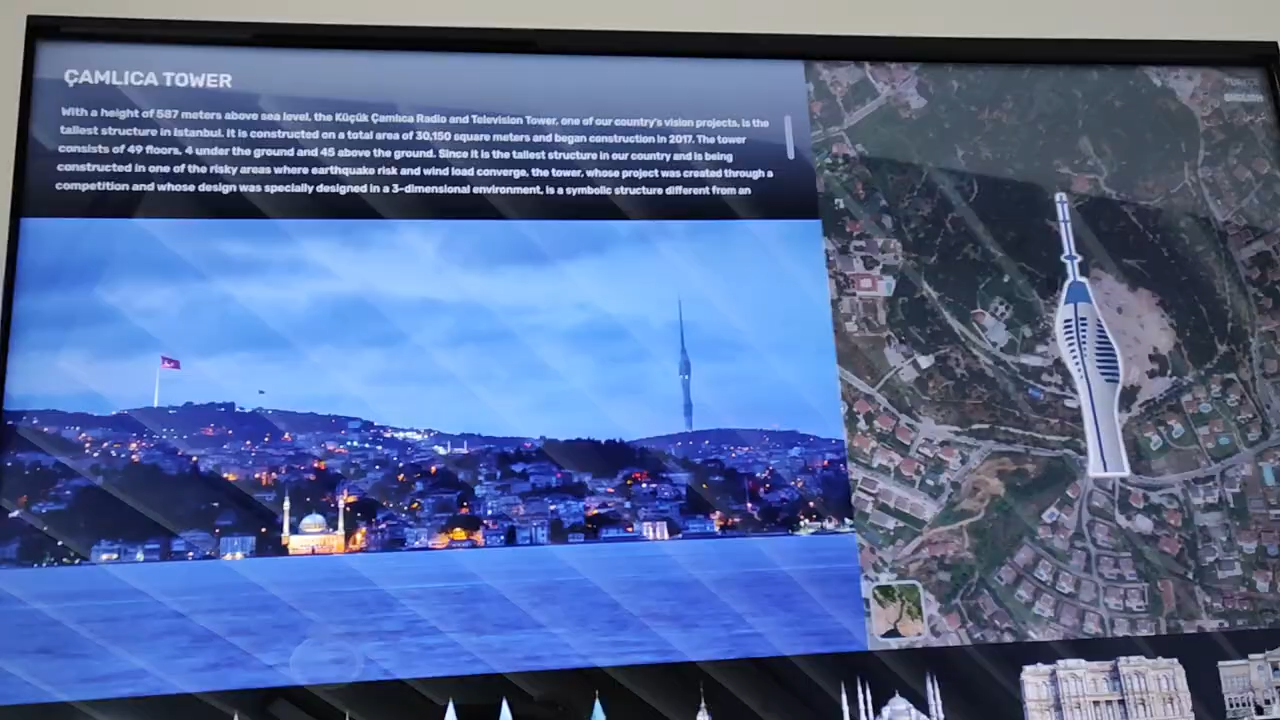 ÇAMLICA TOWER
With a height of 587 meters above sea level, the Küçük Çamlıca Radio and Television Tower, one of our country's vision projects, is the
tallest structure in Istanbul. It is constructed on a total area of 30,150 square meters and began construction in 2017. The tower
consists of 49 floors, 4 under the ground and 45 above the ground. Since it is the tallest structure in our country and is being
constructed in one of the risky areas where earthquake risk and wind load converge, the tower, whose project was created through a
competition and whose design was specially designed in a 3-dimensional environment, is a symbolic structure different from an
TÜRKÇE
ENGLISH